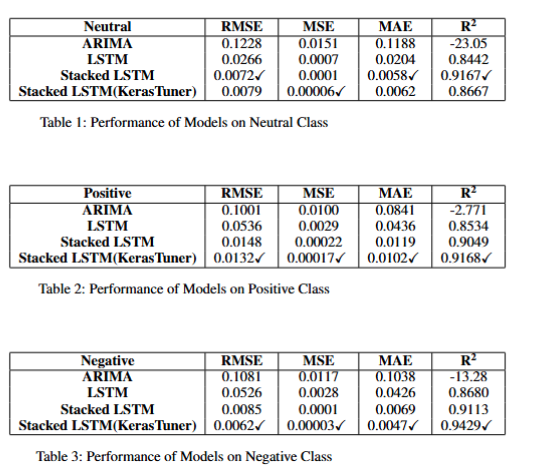 Neutral RMSE MSE MAE R²
ARIMA 0.1228 0.0151 0.1188 -23.05
LSTM 0.0266 0.0007 0.0204 0.8442
Stacked LSTM 0.0072✓ 0.0001 0.0058✓ 0.9167✓
Stacked LSTM(KerasTuner) 0.0079 0.00006✓ 0.0062 0.8667
Table 1: Performance of Models on Neutral Class
Positive RMSE MSE MAE R²
ARIMA 0.1001 0.0100 0.0841 -2.771
LSTM 0.0536 0.0029 0.0436 0.8534
Stacked LSTM 0.0148 0.00022 0.0119 0.9049
Stacked LSTM(KerasTuner) 0.0132✓ 0.00017✓ 0.0102✓ 0.9168✓
Table 2: Performance of Models on Positive Class
Negative RMSE MSE MAE R²
ARIMA 0.1081 0.0117 0.1038 -13.28
LSTM 0.0526 0.0028 0.0426 0.8680
Stacked LSTM 0.0085 0.0001 0.0069 0.9113
Stacked LSTM(KerasTuner) 0.0062✓ 0.00003✓ 0.0047✓ 0.9429✓
Table 3: Performance of Models on Negative Class